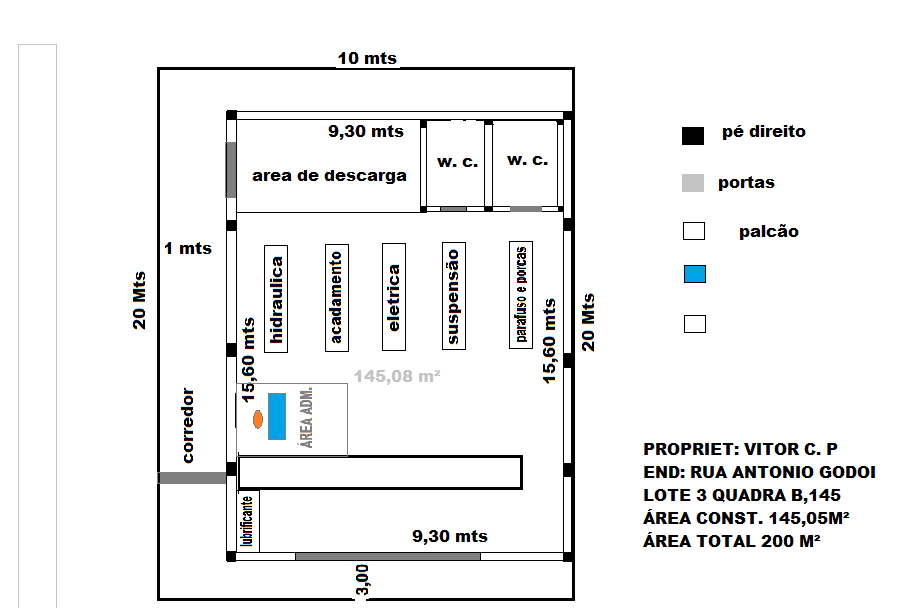 10 mts
9,30 mts
area de descarga
w. c.
w. c.
1 mts
20 Mts
hidraulica
acadamento
eletrica
suspensão
parafuso e porcas
15,60 mts
15,60 mts
20 Mts
145,08 m²
ÁREA ADM.
corredor
lubrificante
9,30 mts
3,00
pé direito
portas
palcão
PROPRIET: VITOR C. P
END: RUA ANTONIO GODOI
LOTE 3 QUADRA B,145
ÁREA CONST. 145,05M²
ÁREA TOTAL 200 M²